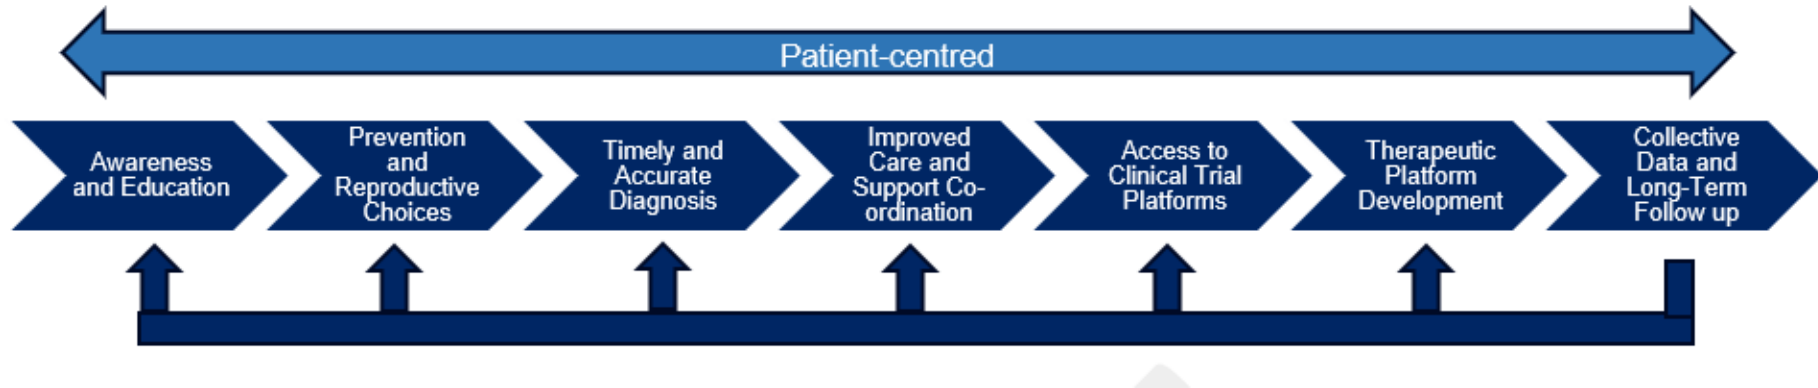 Patient-centred
Awareness
and Education
Prevention
and
Reproductive
Choices
Timely and
Accurate
Diagnosis
Improved
Care and
Support Co-
ordination
Access to
Clinical Trial
Platforms
Therapeutic
Platform
Development
Collective
Data and
Long-Term
Follow up